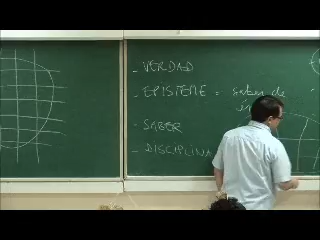 - VERDAD
- EPISTEME = saber de
- SABER
- DISCIPLINA